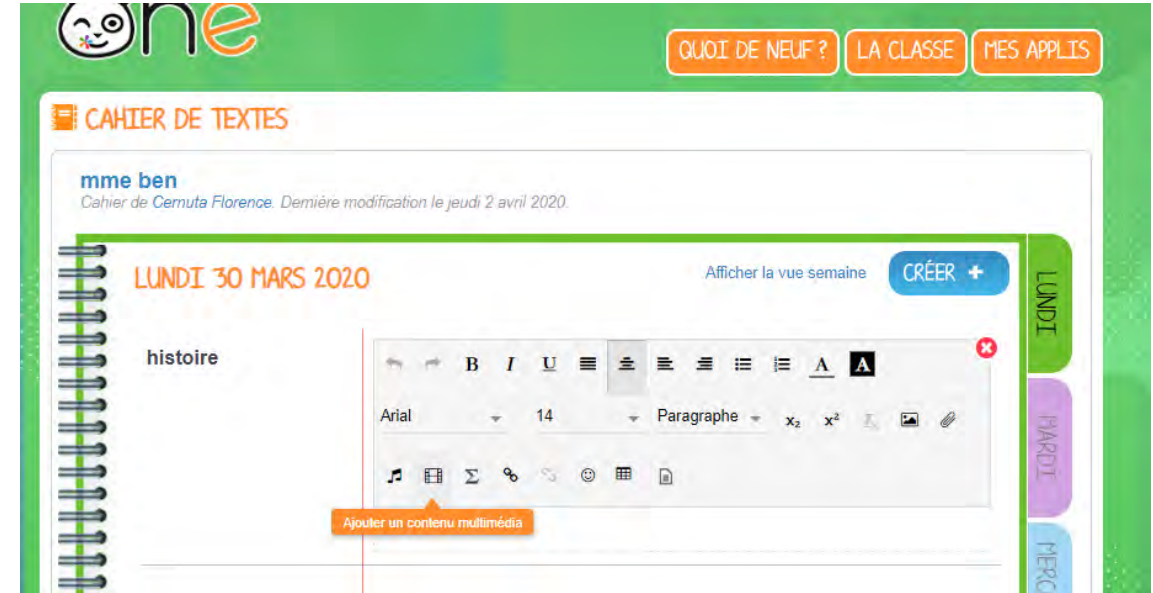 One
QUOI DE NEUF ? LA CLASSE MES APPLIS
CAHIER DE TEXTES
mme ben
Cahier de Cernuta Florence. Dernière modification le jeudi 2 avril 2020.
LUNDI 30 MARS 2020 Afficher la vue semaine CRÉER +
LUNDI
histoire
B I U A A
Arial 14 Paragraphe x₂ x²
MARDI
Σ
Ajouter un contenu multimédia
MERC